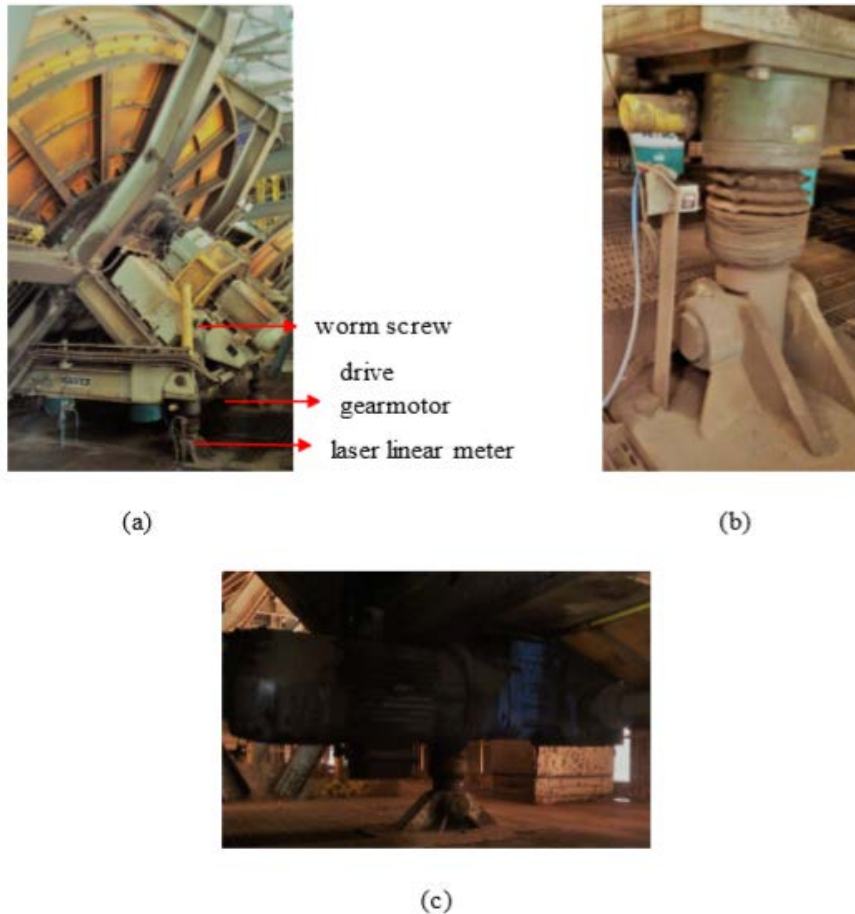 worm screw
drive
gearmotor
laser linear meter
(a)
(b)
(c)